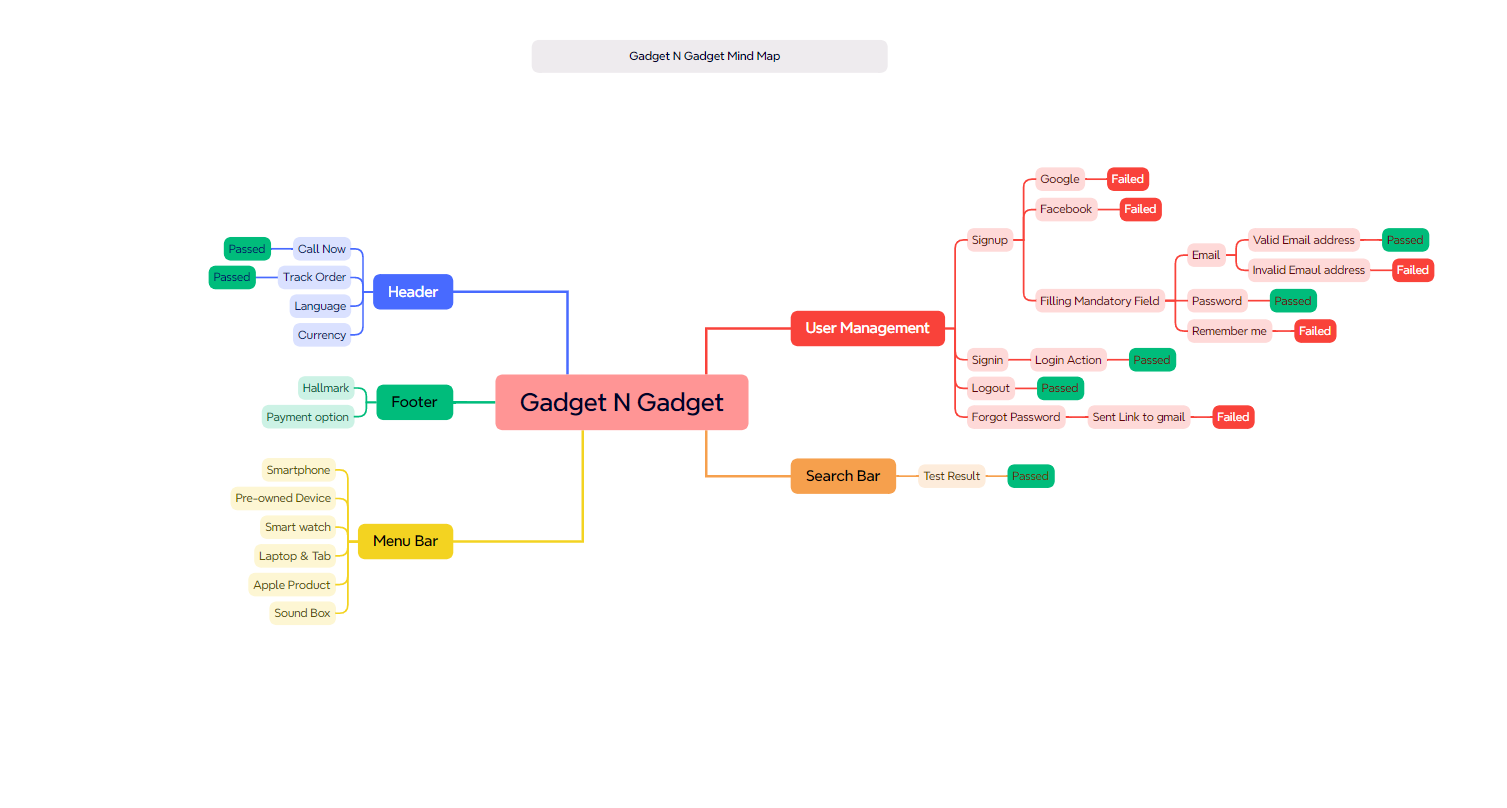 Gadget N Gadget Mind Map
Gadget N Gadget
Header
Call Now
Passed
Track Order
Passed
Language
Currency
Footer
Hallmark
Payment option
Menu Bar
Smartphone
Pre-owned Device
Smart watch
Laptop & Tab
Apple Product
Sound Box
User Management
Signup
Google
Failed
Facebook
Failed
Filling Mandatory Field
Email
Valid Email address
Passed
Invalid Emaul address
Failed
Password
Passed
Remember me
Failed
Signin
Login Action
Passed
Logout
Passed
Forgot Password
Sent Link to gmail
Failed
Search Bar
Test Result
Passed